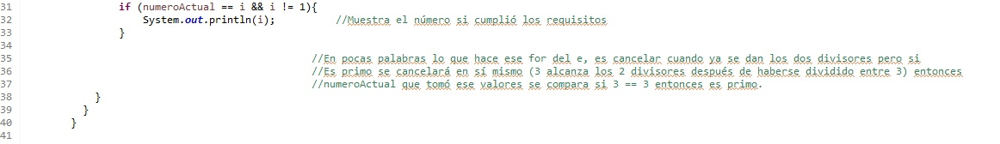 31 if (numeroActual == i && i != 1){
32 System.out.println(i); //Muestra el número si cumplió los requisitos
33 }
34
35 //En pocas palabras lo que hace ese for del e, es cancelar cuando ya se dan los dos divisores pero si
36 //Es primo se cancelará en sí mismo (3 alcanza los 2 divisores después de haberse dividido entre 3) entonces
37 //numeroActual que tomó ese valores se compara si 3 == 3 entonces es primo.
38 }
39 }
40 }
41